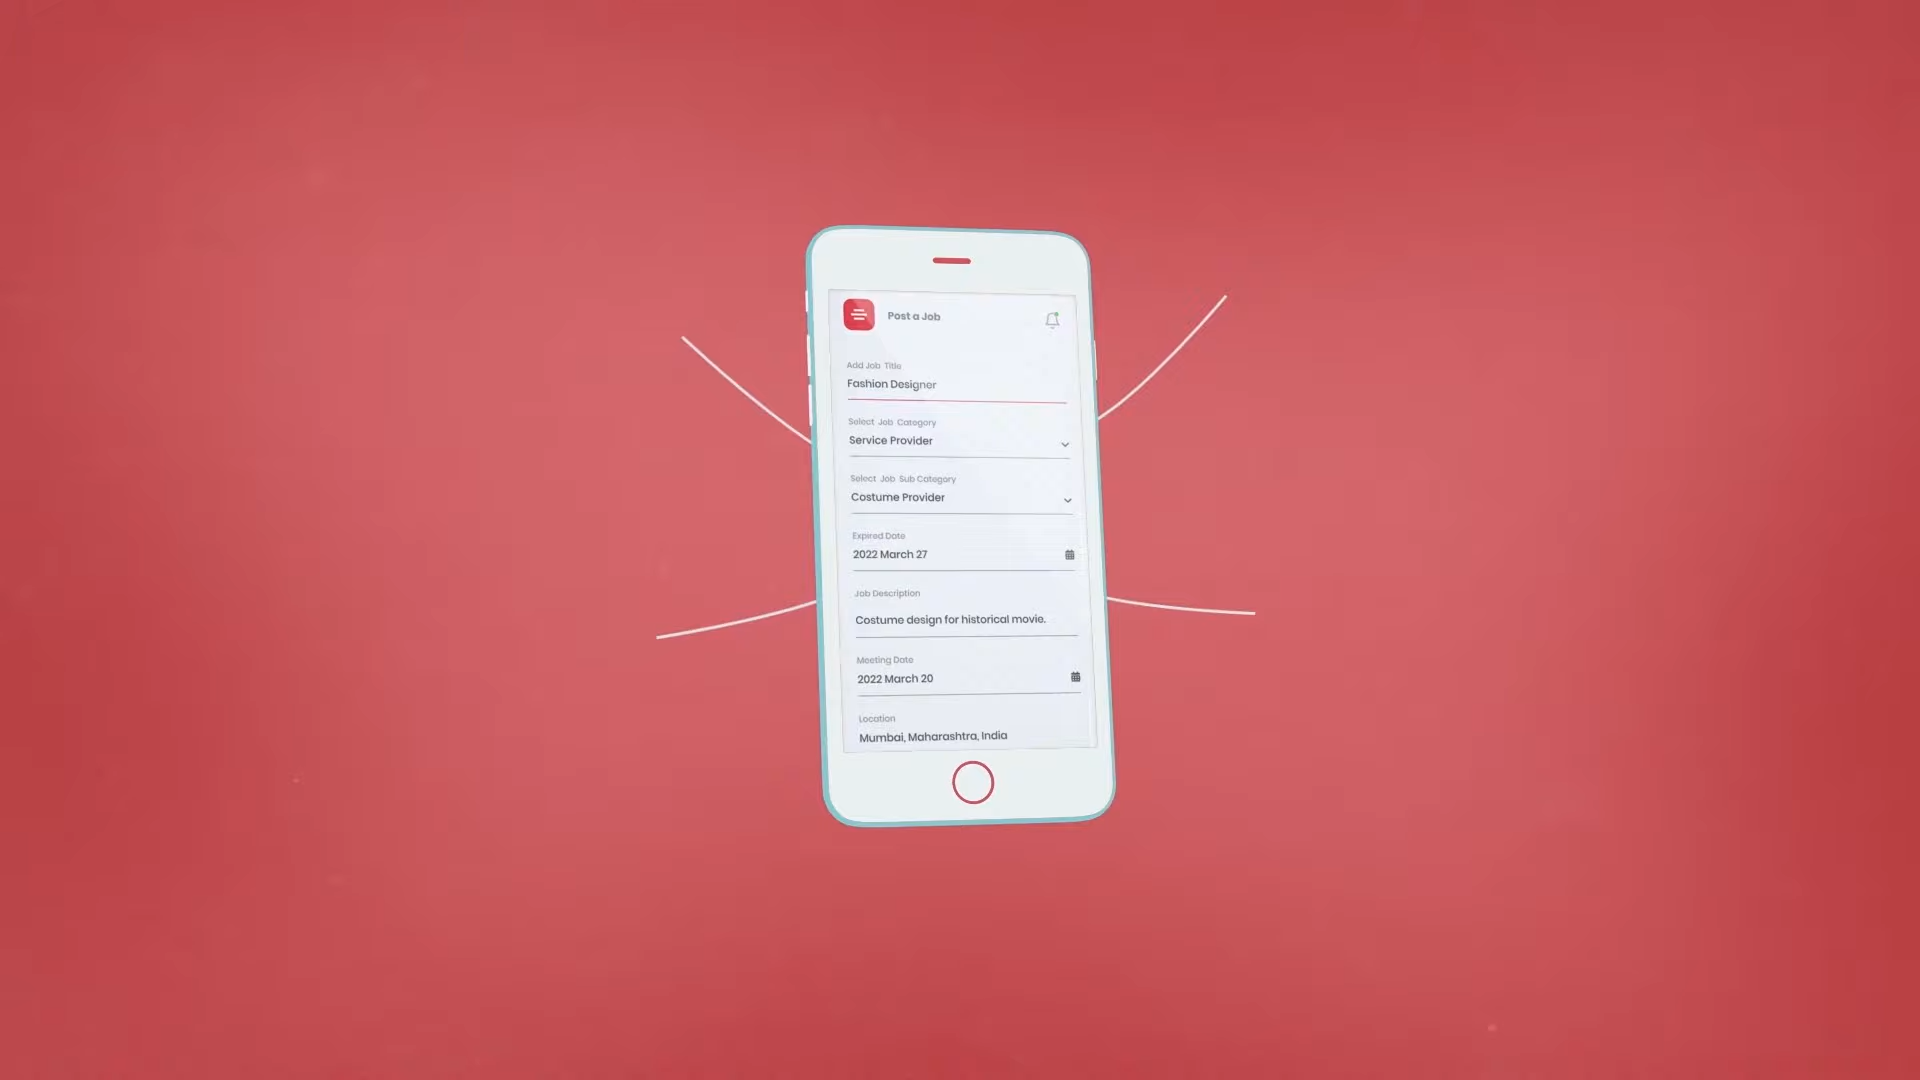 Post a Job
Add Job Title
Fashion Designer
Select Job Category
Service Provider
Select Job Sub Category
Costume Provider
Expired Date
2022 March 27
Job Description
Costume design for historical movie.
Meeting Date
2022 March 20
Location
Mumbai, Maharashtra, India